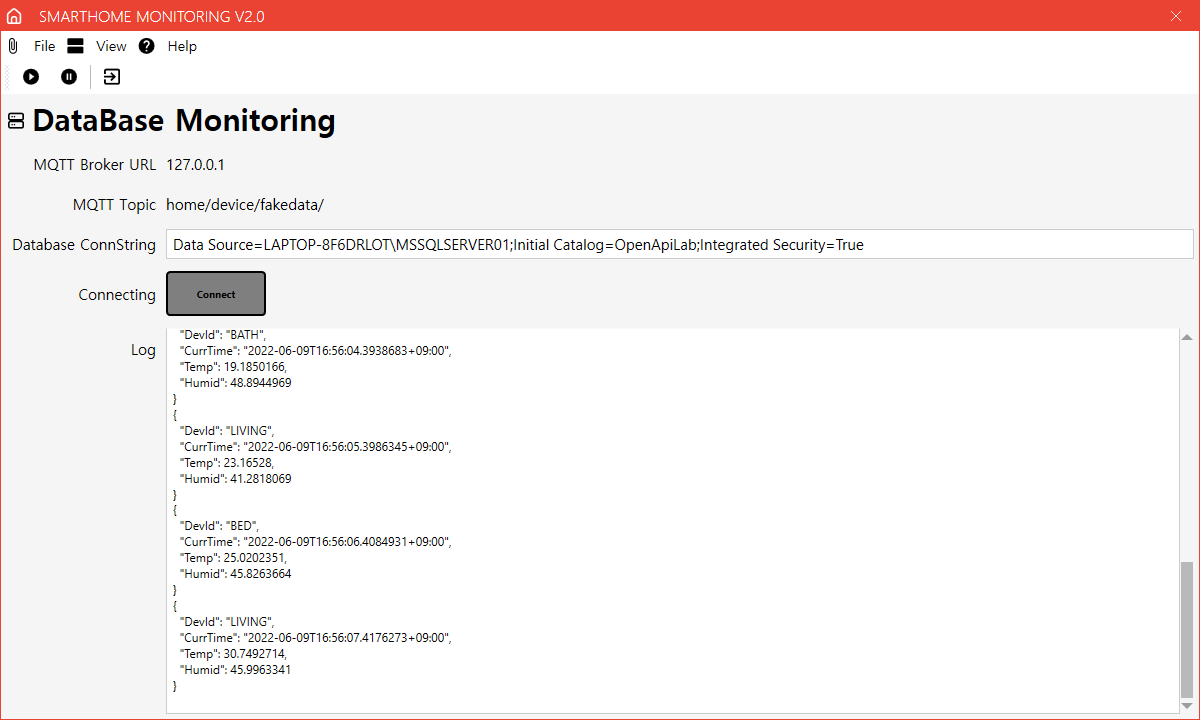 SMARTHOME MONITORING V2.0
File View Help
DataBase Monitoring
MQTT Broker URL 127.0.0.1
MQTT Topic home/device/fakedata/
Database ConnString Data Source=LAPTOP-8F6DRLOT\MSSQLSERVER01;Initial Catalog=OpenApiLab;Integrated Security=True
Connecting Connect
Log
"DevId": "BATH",
"CurrTime": "2022-06-09T16:56:04.3938683+09:00",
"Temp": 19.1850166,
"Humid": 48.8944969
}
{
"DevId": "LIVING",
"CurrTime": "2022-06-09T16:56:05.3986345+09:00",
"Temp": 23.16528,
"Humid": 41.2818069
}
{
"DevId": "BED",
"CurrTime": "2022-06-09T16:56:06.4084931+09:00",
"Temp": 25.0202351,
"Humid": 45.8263664
}
{
"DevId": "LIVING",
"CurrTime": "2022-06-09T16:56:07.4176273+09:00",
"Temp": 30.7492714,
"Humid": 45.9963341
}